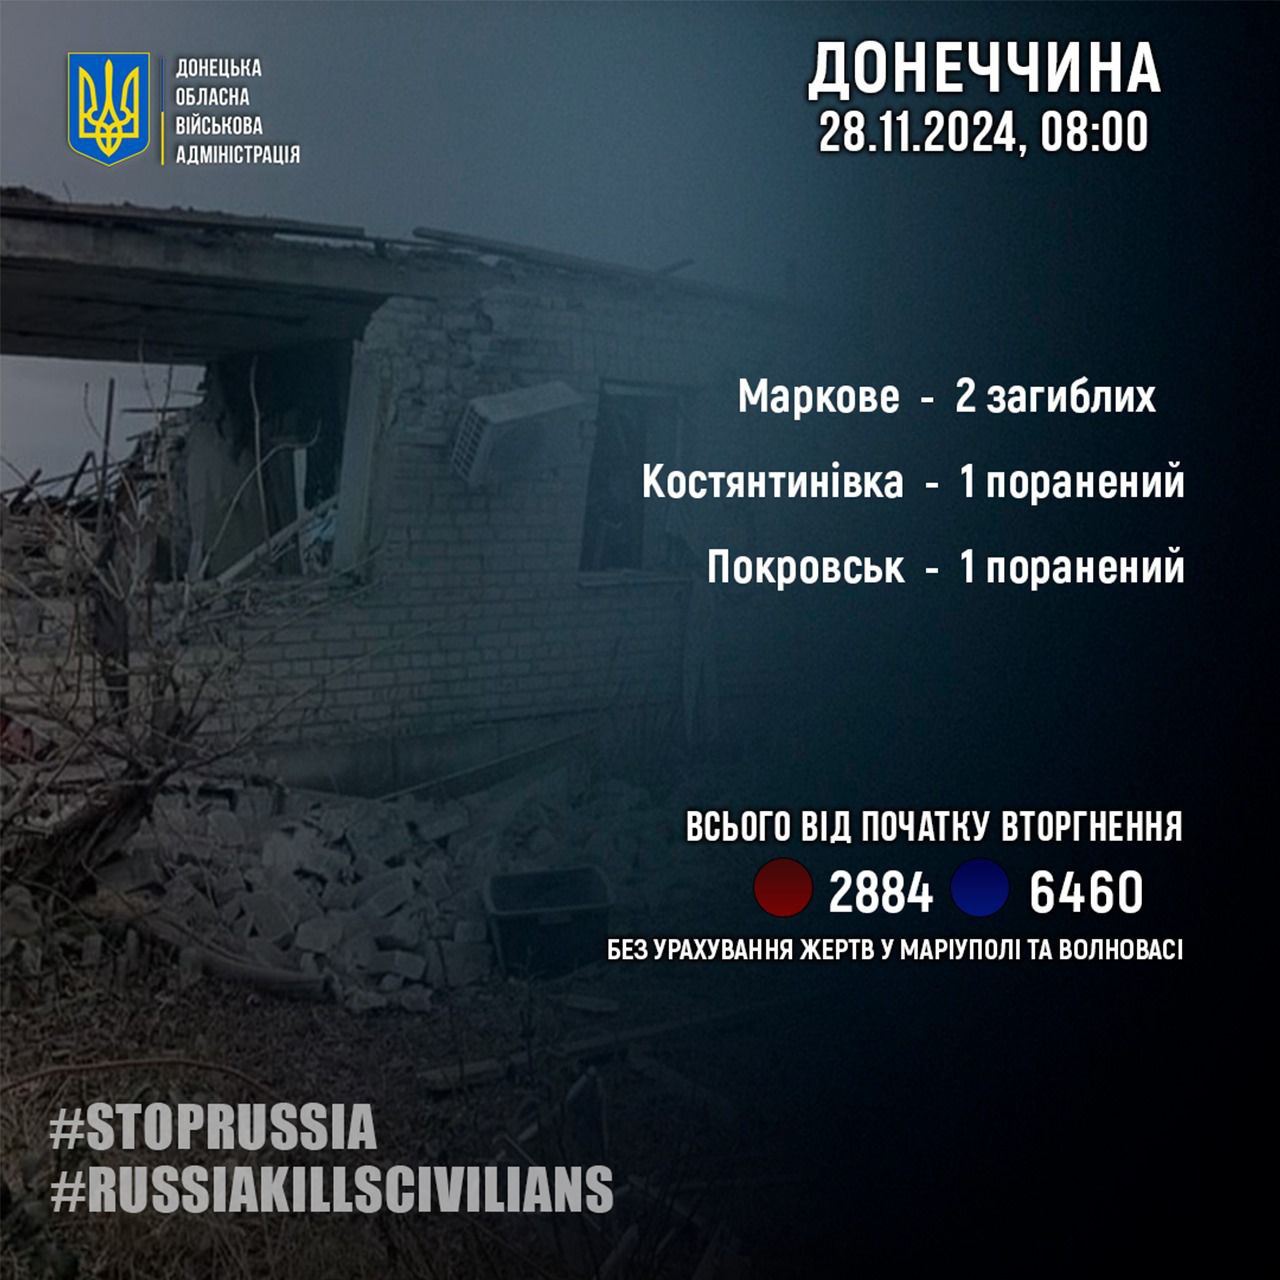 ДОНЕЦЬКА
ОБЛАСНА
ВІЙСЬКОВА
АДМІНІСТРАЦІЯ
ДОНЕЧЧИНА
28.11.2024, 08:00
Маркове - 2 загиблих
Костянтинівка - 1 поранений
Покровськ - 1 поранений
ВСЬОГО ВІД ПОЧАТКУ ВТОРГНЕННЯ
2884 6460
БЕЗ УРАХУВАННЯ ЖЕРТВ У МАРІУПОЛІ ТА ВОЛНОВАСІ
#STOPRUSSIA
#RUSSIAKILLSCIVILIANS